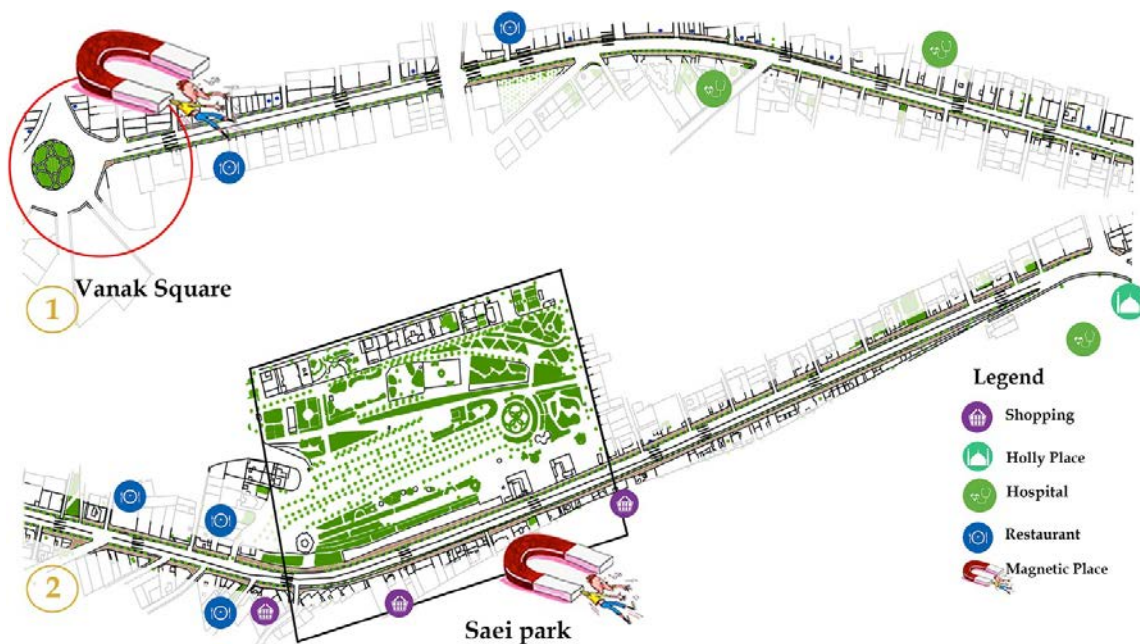 1
Vanak Square
2
Saei park
Legend
Shopping
Holly Place
Hospital
Restaurant
Magnetic Place